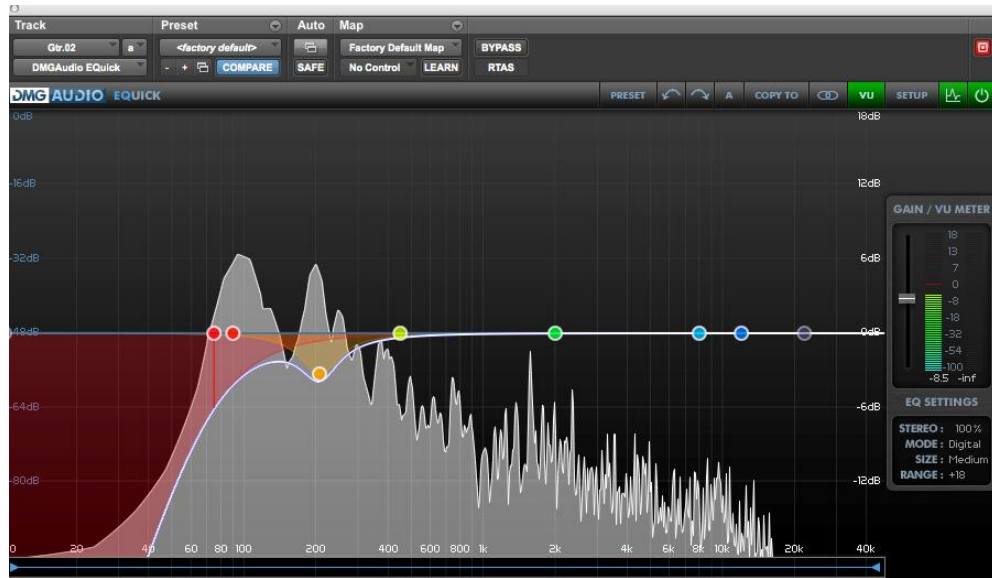 Track Preset Auto Map
Gtr.02 a <factory default> Factory Default Map BYPASS
DMGAudio EQuick - + COMPARE SAFE No Control LEARN RTAS
DMG AUDIO EQUICK PRESET A COPY TO VU SETUP
0dB 18dB
-16dB 12dB
GAIN / VU METER
18
13
-32dB 6dB 7
0
-8
-48dB 0dB -18
-32
-54
-100
-8.5 -inf
-64dB -6dB EQ SETTINGS
STEREO : 100%
MODE : Digital
SIZE : Medium
-80dB -12dB RANGE : +18
0 20 40 60 80 100 200 400 600 800 1k 2k 4k 6k 8k 10k 20k 40k